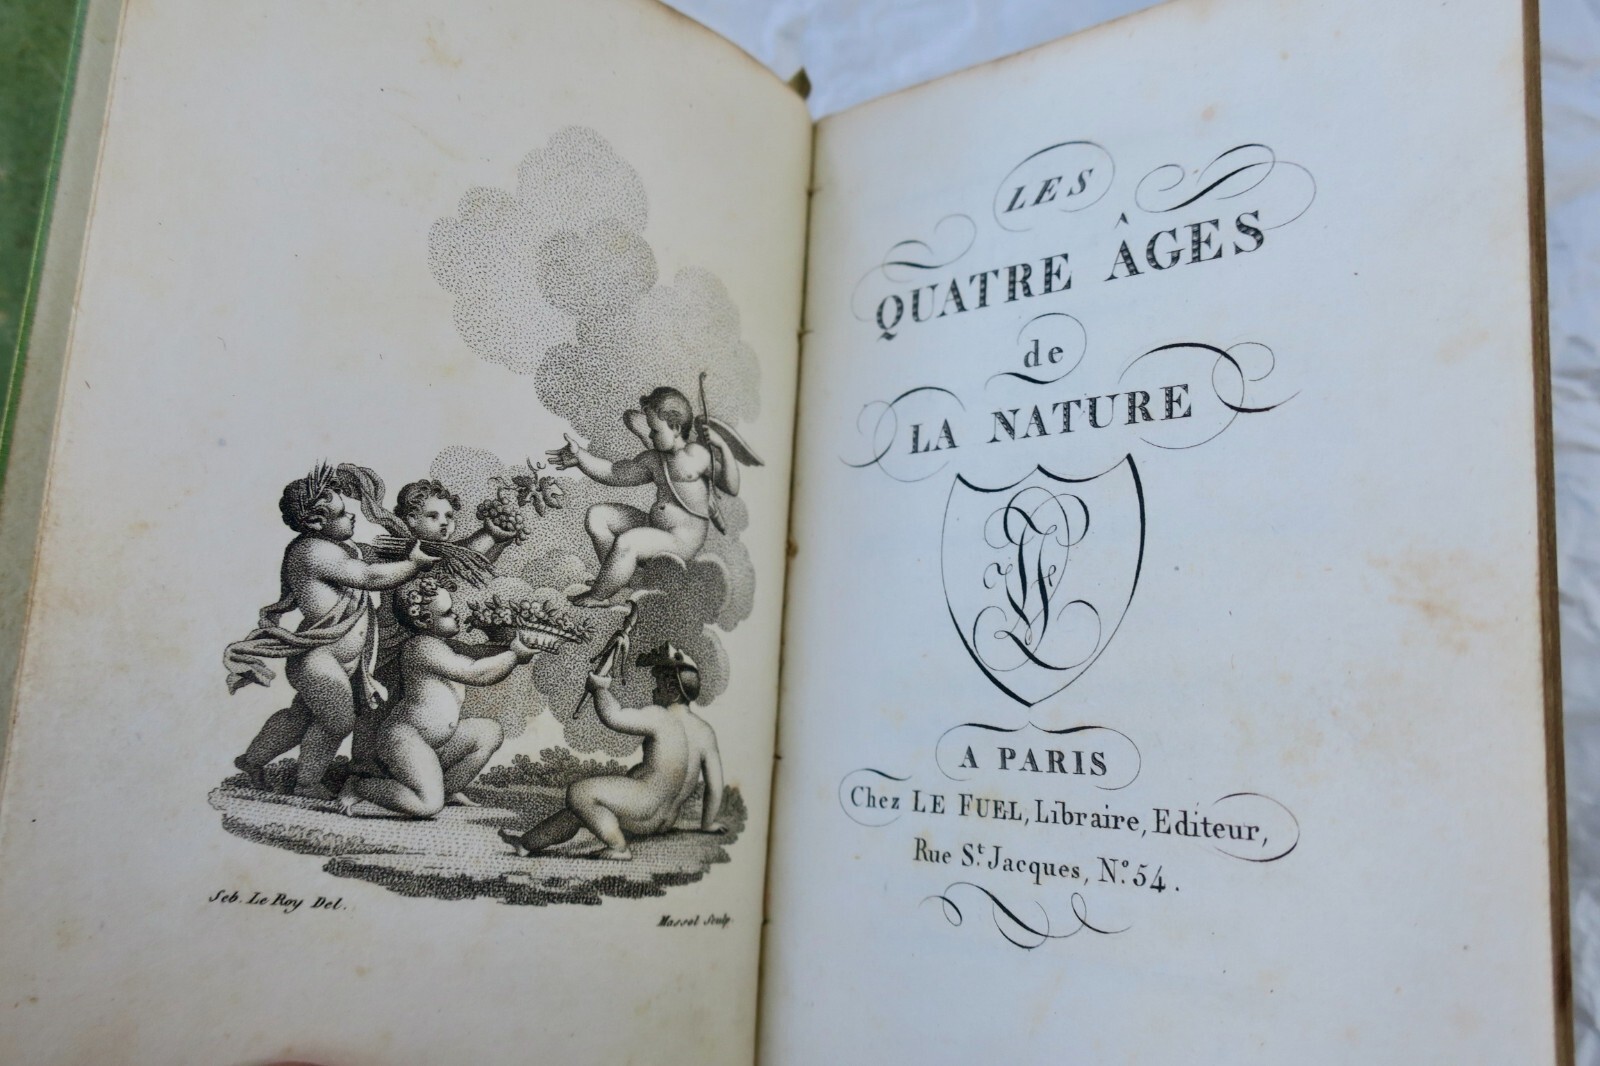 Seb. Le Roy Del.
Massol Sculp.
LES
QUATRE ÂGES
de
LA NATURE
A PARIS
Chez LE FUEL, Libraire, Editeur,
Rue St. Jacques, No. 54.